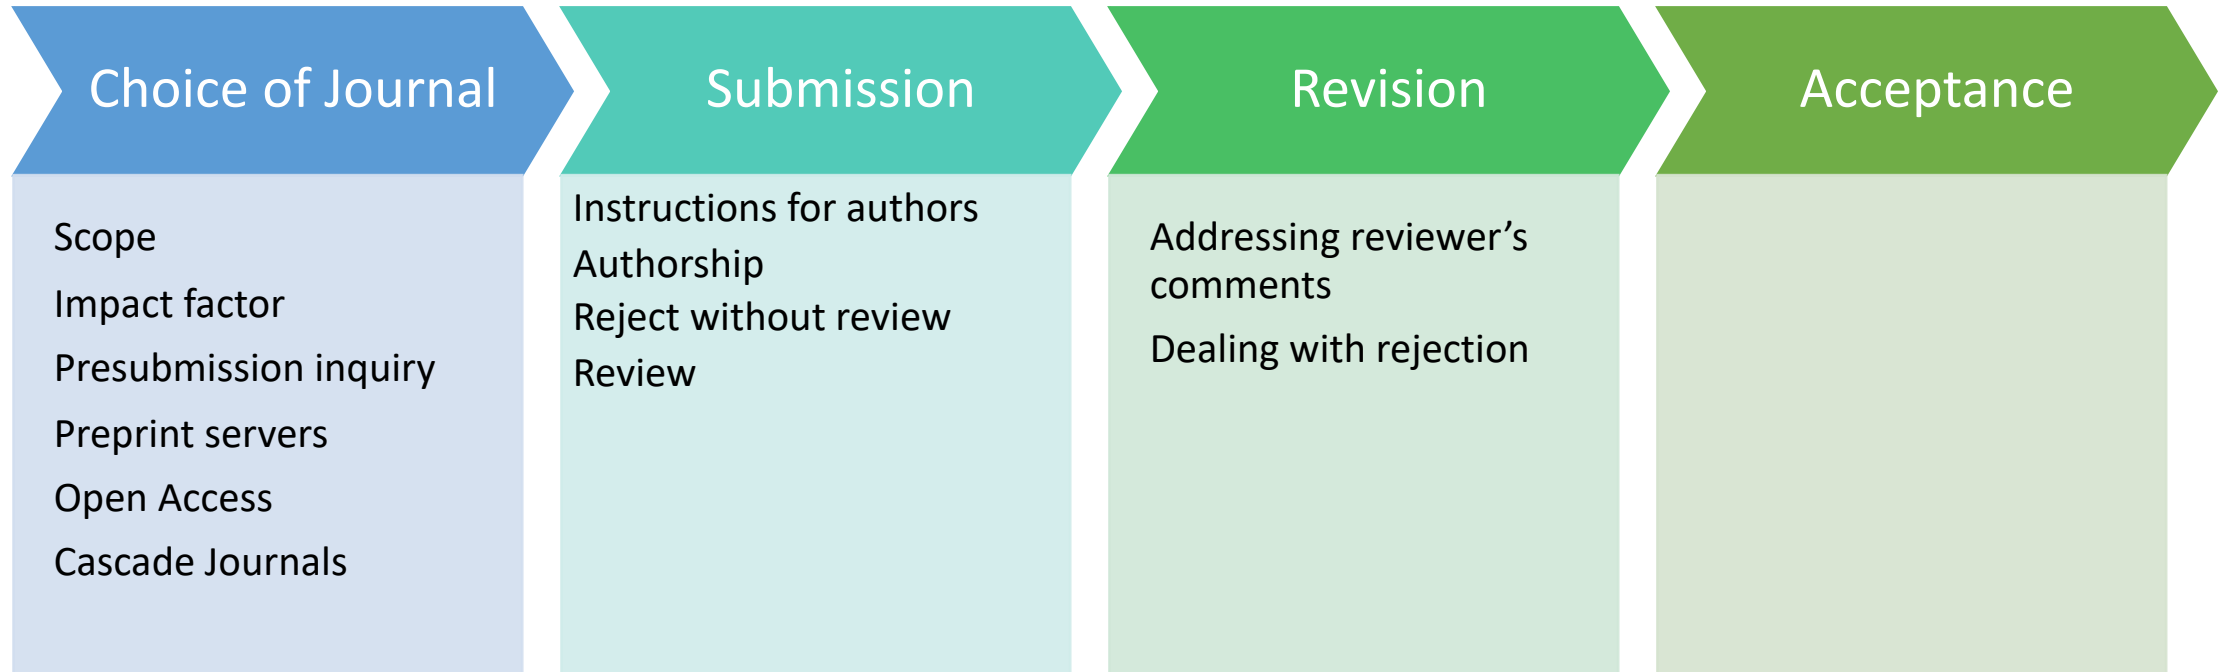 Choice of Journal
Scope
Impact factor
Presubmission inquiry
Preprint servers
Open Access
Cascade Journals
Submission
Instructions for authors
Authorship
Reject without review
Review
Revision
Addressing reviewer’s
comments
Dealing with rejection
Acceptance